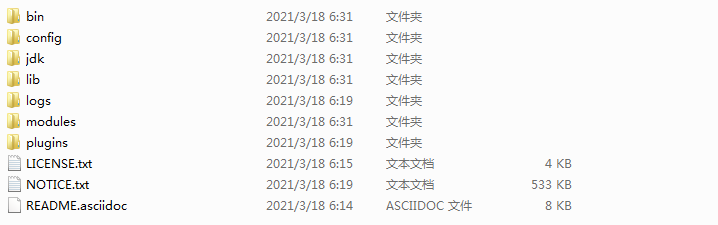 bin 2021/3/18 6:31 文件夹
config 2021/3/18 6:31 文件夹
jdk 2021/3/18 6:31 文件夹
lib 2021/3/18 6:31 文件夹
logs 2021/3/18 6:19 文件夹
modules 2021/3/18 6:31 文件夹
plugins 2021/3/18 6:19 文件夹
LICENSE.txt 2021/3/18 6:15 文本文档 4 KB
NOTICE.txt 2021/3/18 6:19 文本文档 533 KB
README.asciidoc 2021/3/18 6:14 ASCIIDOC 文件 8 KB